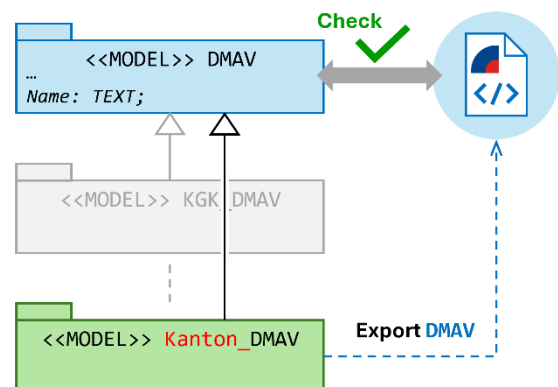 Check
<<MODEL>> DMAV
…
Name: TEXT;
</>
<<MODEL>> KGK_DMAV
<<MODEL>> Kanton_DMAV
Export DMAV